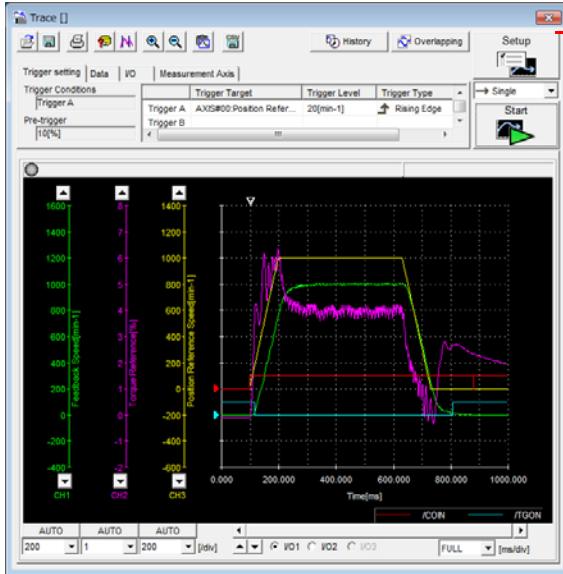 Trace []
History
Overlapping
Setup
Trigger setting
Data
I/O
Measurement Axis
Trigger Conditions
Trigger A
Pre-trigger
10[%]
Trigger Target
Trigger Level
Trigger Type
Trigger A
AXIS#00:Position Refer...
20[min-1]
Rising Edge
Trigger B
Single
Start
1600
1400
1200
1000
800
600
400
200
0
-200
-400
-600
Feedback Speed[min-1]
CH1
8
7
6
5
4
3
2
1
0
-1
-2
Torque Reference[%]
CH2
1400
1200
1000
800
600
400
200
0
-200
-400
-600
Position Reference Speed[min-1]
CH3
0.000
200.000
400.000
600.000
800.000
1000.000
Time[ms]
/COIN
/TGON
AUTO
AUTO
AUTO
200
1
200
[/div]
I/O1
I/O2
I/O3
FULL
[ms/div]